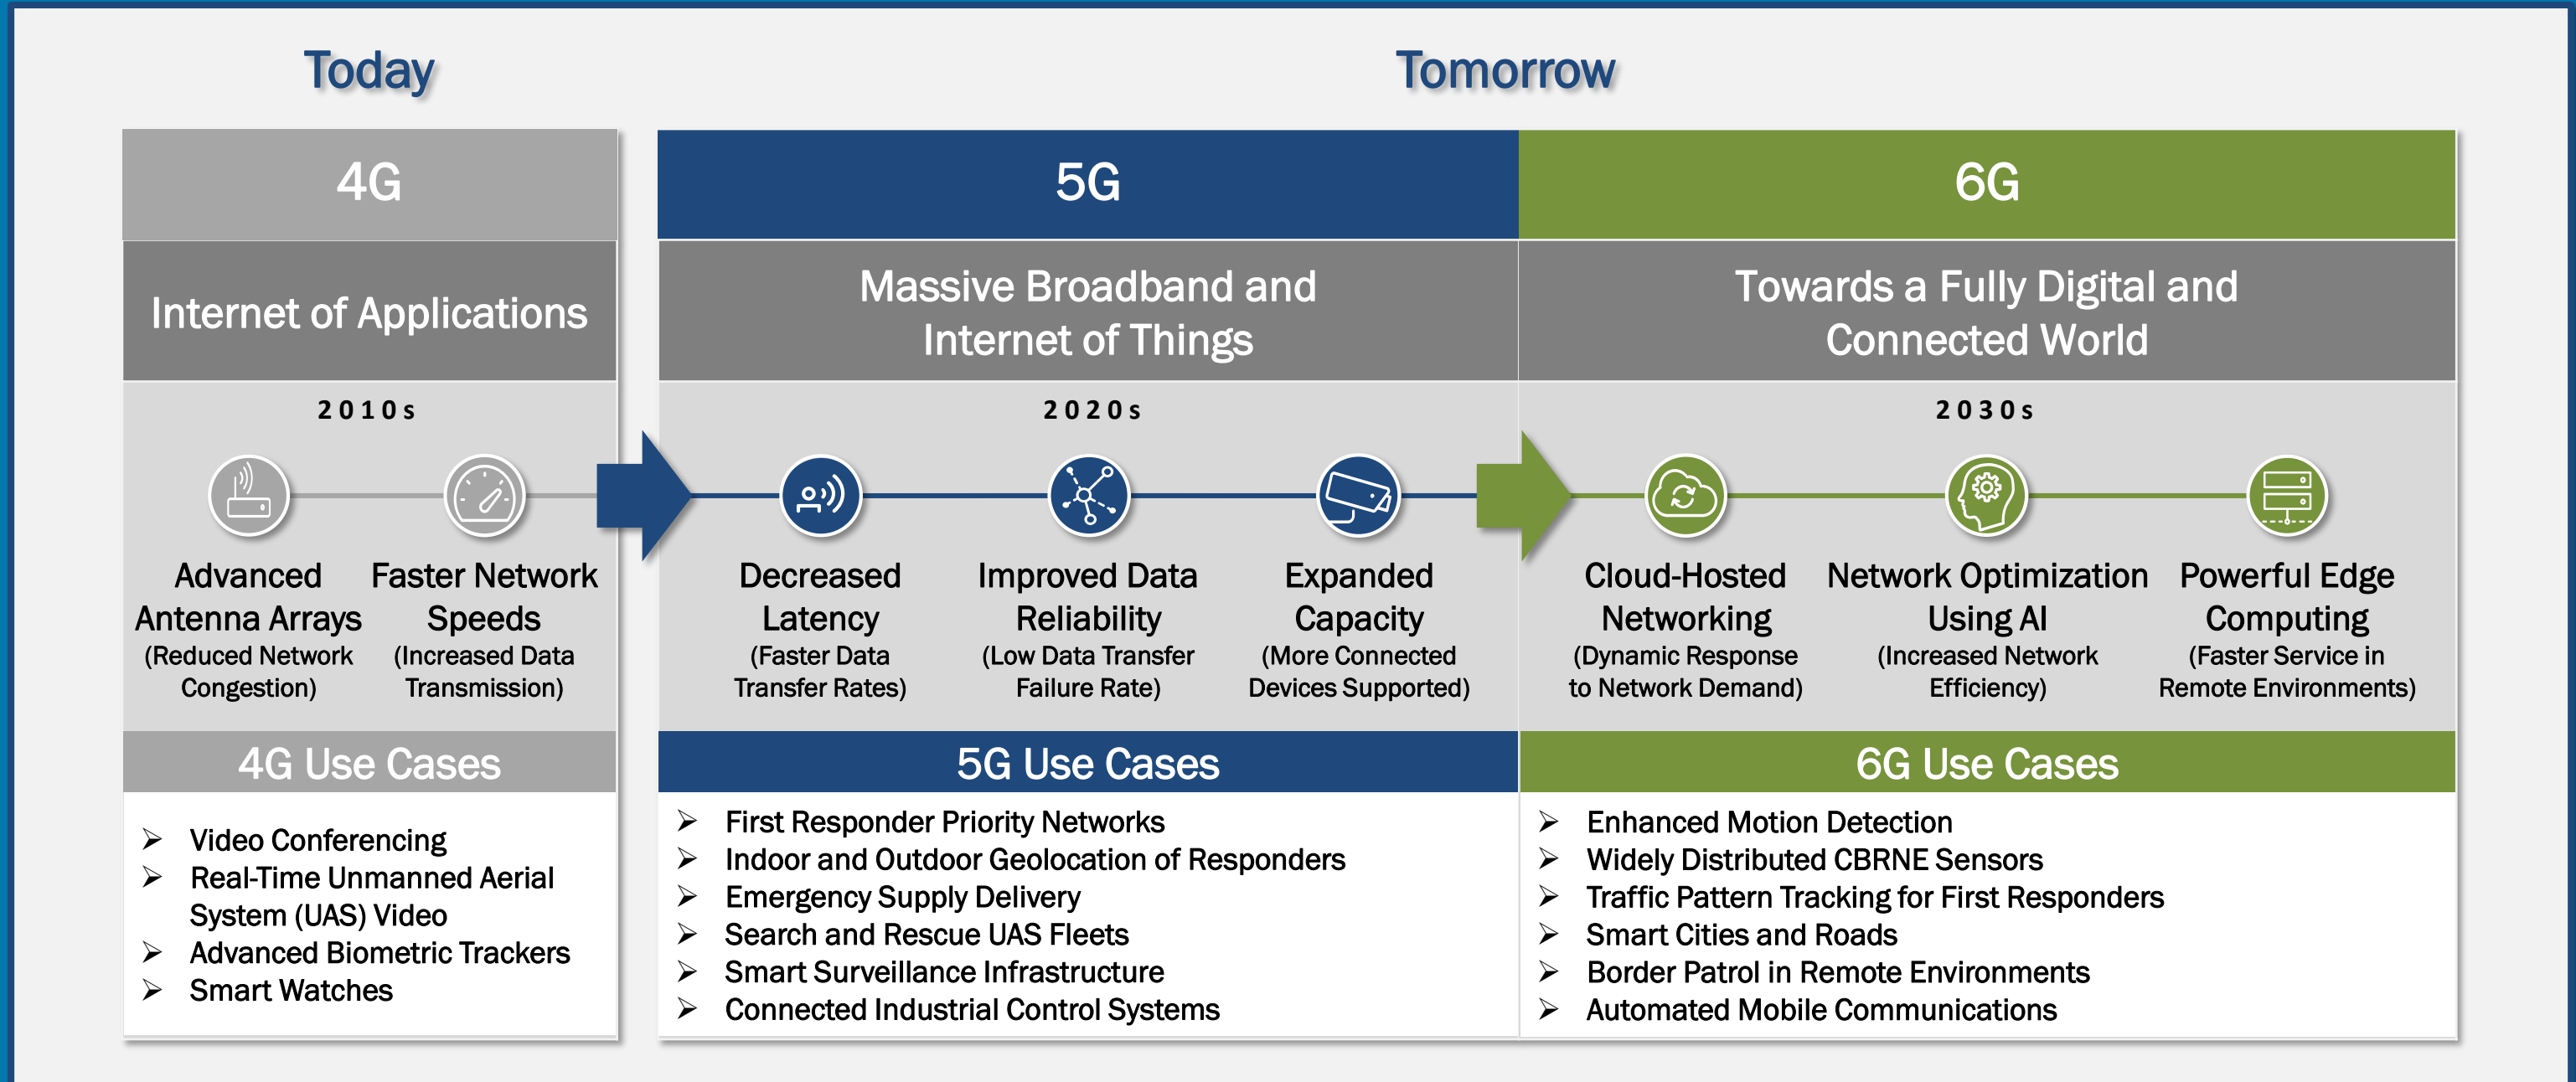 Today
Tomorrow
4G
5G
6G
Internet of Applications
Massive Broadband and
Internet of Things
Towards a Fully Digital and
Connected World
2010s
2020s
2030s
Advanced
Antenna Arrays
(Reduced Network
Congestion)
Faster Network
Speeds
(Increased Data
Transmission)
Decreased
Latency
(Faster Data
Transfer Rates)
Improved Data
Reliability
(Low Data Transfer
Failure Rate)
Expanded
Capacity
(More Connected
Devices Supported)
Cloud-Hosted
Networking
(Dynamic Response
to Network Demand)
Network Optimization
Using AI
(Increased Network
Efficiency)
Powerful Edge
Computing
(Faster Service in
Remote Environments)
4G Use Cases
➢ Video Conferencing
➢ Real-Time Unmanned Aerial
System (UAS) Video
➢ Advanced Biometric Trackers
➢ Smart Watches
5G Use Cases
➢ First Responder Priority Networks
➢ Indoor and Outdoor Geolocation of Responders
➢ Emergency Supply Delivery
➢ Search and Rescue UAS Fleets
➢ Smart Surveillance Infrastructure
➢ Connected Industrial Control Systems
6G Use Cases
➢ Enhanced Motion Detection
➢ Widely Distributed CBRNE Sensors
➢ Traffic Pattern Tracking for First Responders
➢ Smart Cities and Roads
➢ Border Patrol in Remote Environments
➢ Automated Mobile Communications